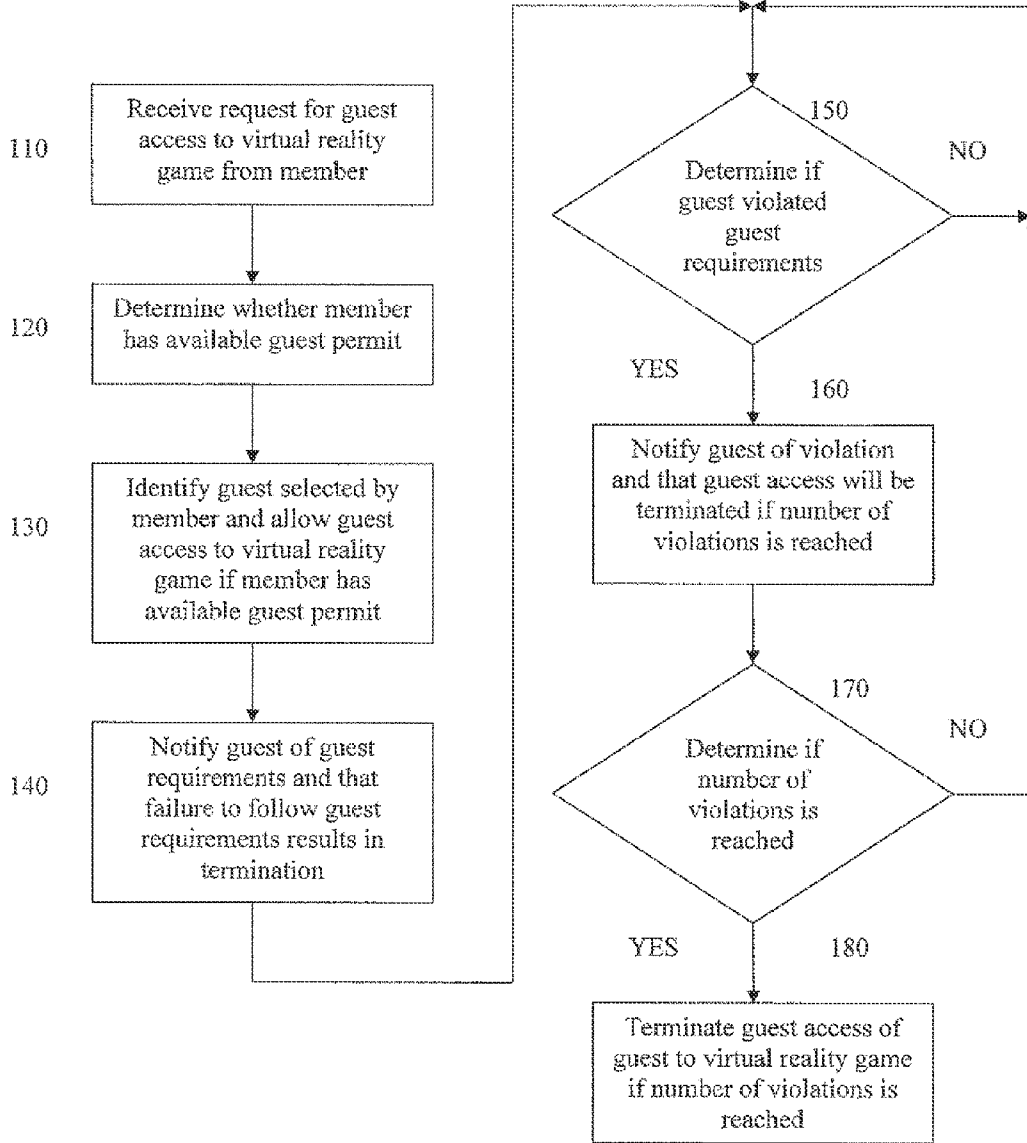 110
Receive request for guest
access to virtual reality
game from member
120
Determine whether member
has available guest permit
130
Identify guest selected by
member and allow guest
access to virtual reality
game if member has
available guest permit
140
Notify guest of guest
requirements and that
failure to follow guest
requirements results in
termination
150
Determine if
guest violated
guest
requirements
NO
YES
160
Notify guest of violation
and that guest access will be
terminated if number of
violations is reached
170
Determine if
number of
violations is
reached
NO
YES
180
Terminate guest access of
guest to virtual reality game
if number of violations is
reached